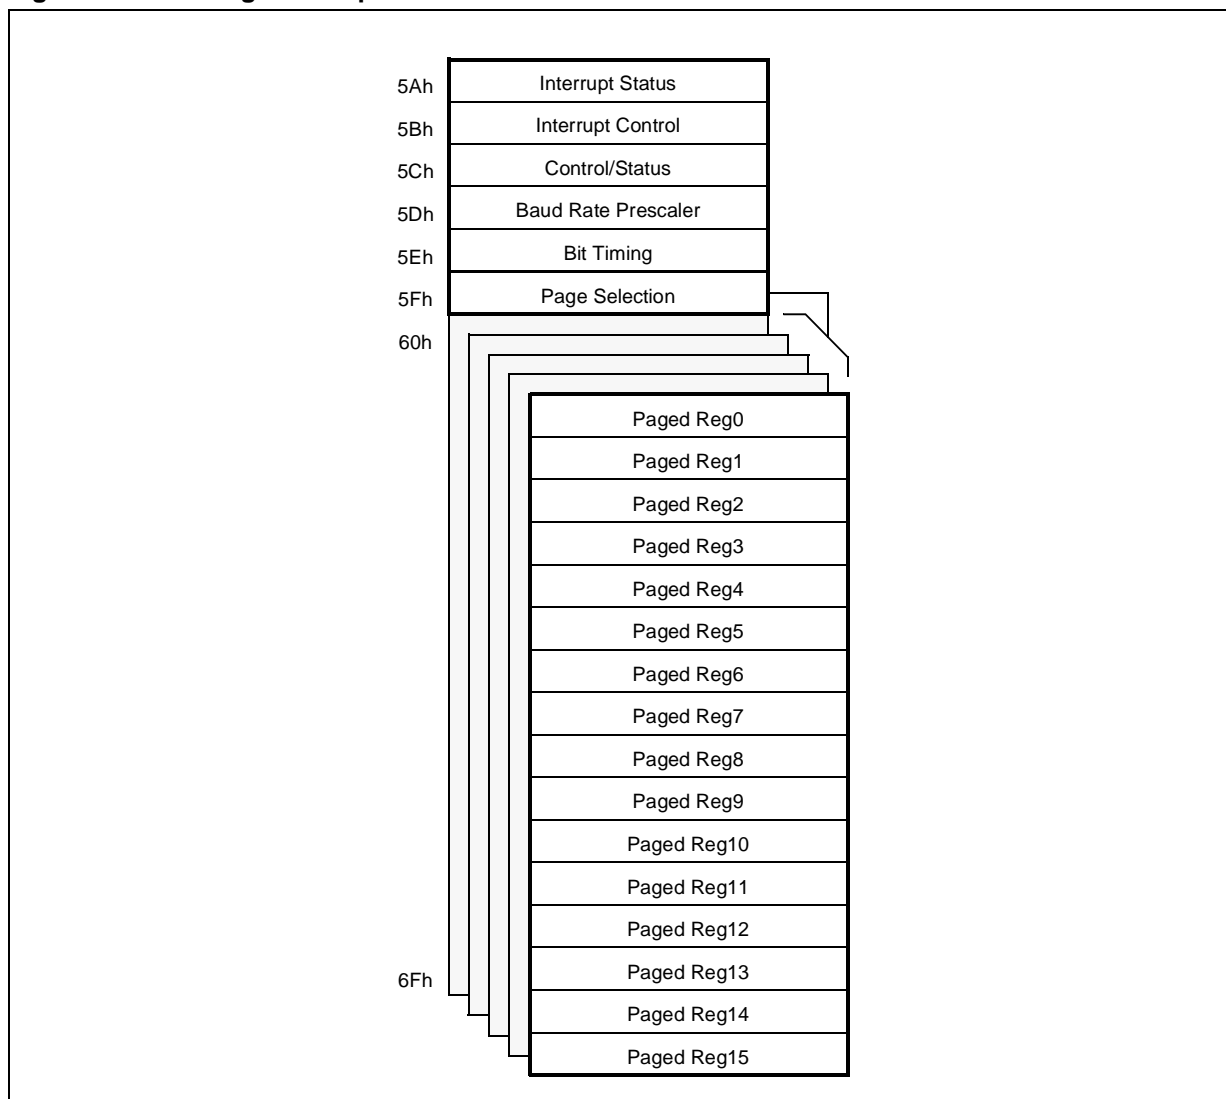 5Ah Interrupt Status
5Bh Interrupt Control
5Ch Control/Status
5Dh Baud Rate Prescaler
5Eh Bit Timing
5Fh Page Selection
60h
Paged Reg0
Paged Reg1
Paged Reg2
Paged Reg3
Paged Reg4
Paged Reg5
Paged Reg6
Paged Reg7
Paged Reg8
Paged Reg9
Paged Reg10
Paged Reg11
Paged Reg12
6Fh Paged Reg13
Paged Reg14
Paged Reg15